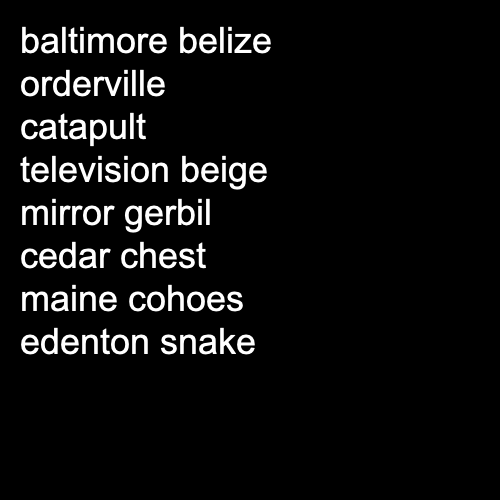 baltimore belize
orderville
catapult
television beige
mirror gerbil
cedar chest
maine cohoes
edenton snake